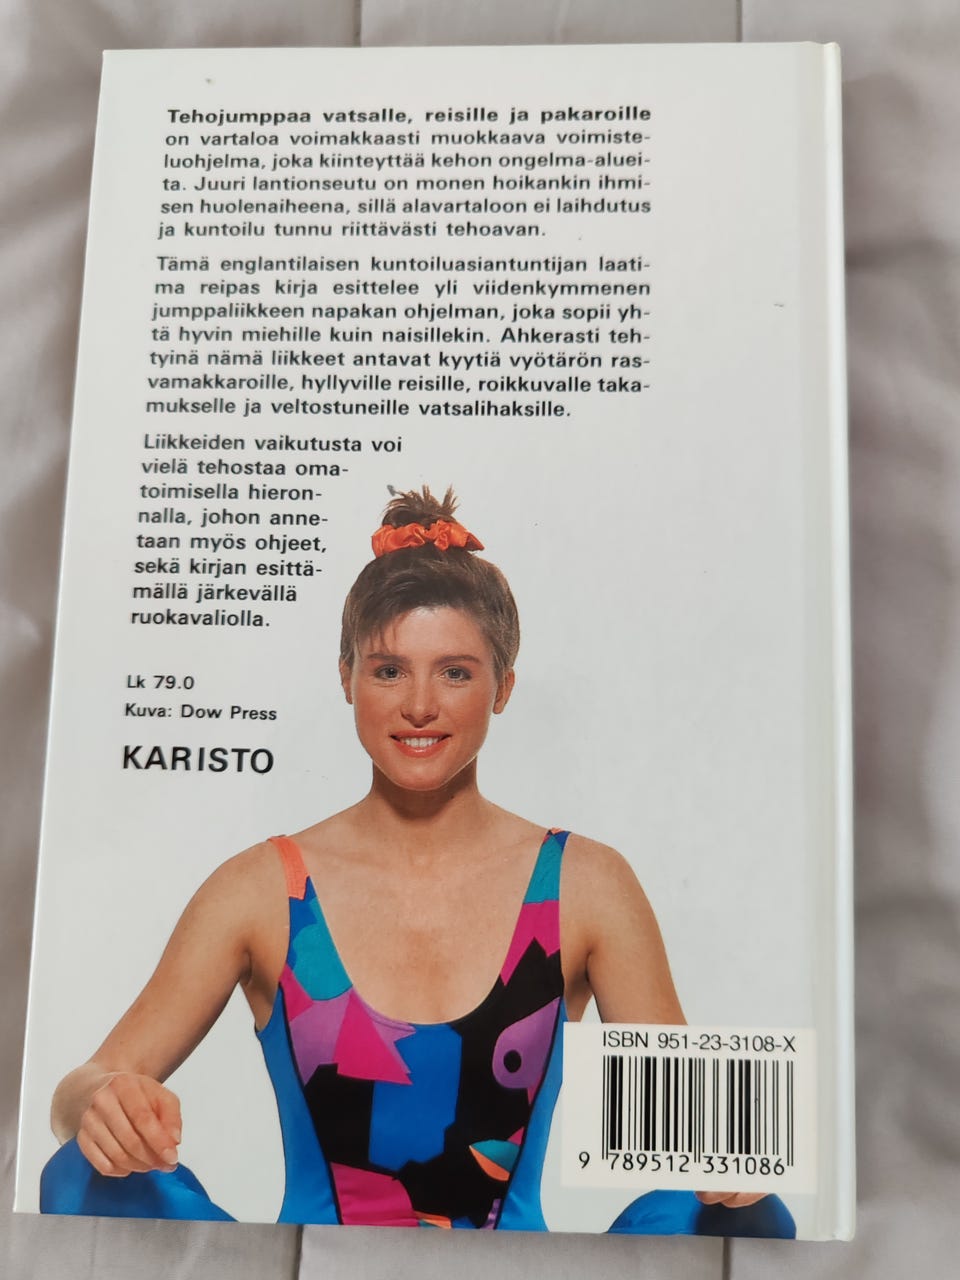 Tehojumppaa vatsalle, reisille ja pakaroille
on vartaloa voimakkaasti muokkaava voimiste-
luohjelma, joka kiinteyttää kehon ongelma-aluei-
ta. Juuri lantionseutu on monen hoikankin ihmi-
sen huolenaiheena, sillä alavartaloon ei laihdutus
ja kuntoilu tunnu riittävästi tehoavan.
Tämä englantilaisen kuntoiluasiantuntijan laati-
ma reipas kirja esittelee yli viidenkymmenen
jumppaliikkeen napakan ohjelman, joka sopii yh-
tä hyvin miehille kuin naisillekin. Ahkerasti teh-
tyinä nämä liikkeet antavat kyytiä vyötärön ras-
vamakkaroille, hyllyville reisille, roikkuvalle taka-
mukselle ja veltostuneille vatsalihaksille.
Liikkeiden vaikutusta voi
vielä tehostaa oma-
toimisella hieron-
nalla, johon anne-
taan myös ohjeet,
sekä kirjan esittä-
mällä järkevällä
ruokavaliolla.
Lk 79.0
Kuva: Dow Press
KARISTO
ISBN 951-23-3108-X
9 789512 331086